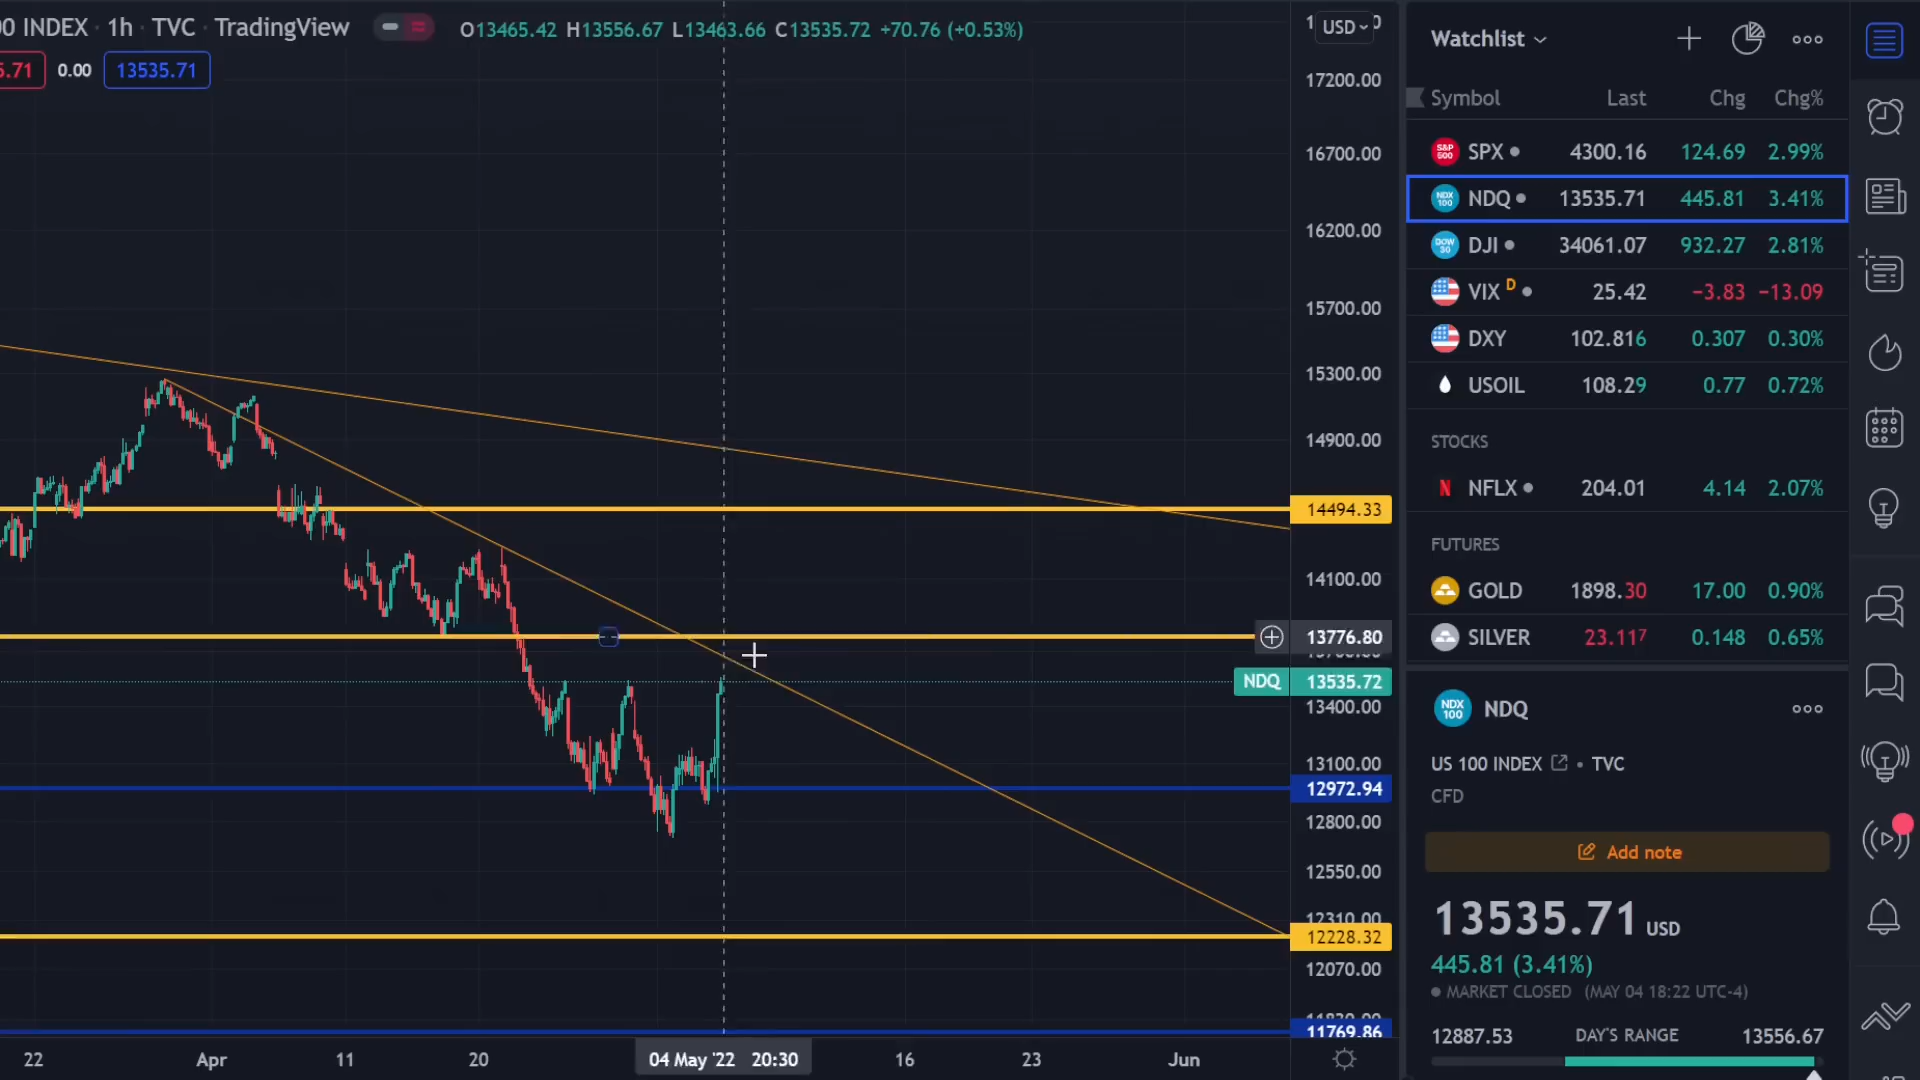 00 INDEX · 1h · TVC · TradingView
O13465.42 H13556.67 L13463.66 C13535.72 +70.76 (+0.53%)
5.71 0.00 13535.71
USD
17200.00
16700.00
16200.00
15700.00
15300.00
14900.00
14494.33
14100.00
13776.80
NDQ 13535.72
13400.00
13100.00
12972.94
12800.00
12550.00
12310.00
12228.32
12070.00
11769.86
22 Apr 11 20 04 May '22 20:30 16 23 Jun
Watchlist
Symbol Last Chg Chg%
S&P 500 SPX 4300.16 124.69 2.99%
NDX 100 NDQ 13535.71 445.81 3.41%
DOW 30 DJI 34061.07 932.27 2.81%
VIX D 25.42 −3.83 −13.09
DXY 102.816 0.307 0.30%
USOIL 108.29 0.77 0.72%
STOCKS
N NFLX 204.01 4.14 2.07%
FUTURES
GOLD 1898.30 17.00 0.90%
SILVER 23.117 0.148 0.65%
NDX 100 NDQ
US 100 INDEX • TVC
CFD
Add note
13535.71 USD
445.81 (3.41%)
MARKET CLOSED (MAY 04 18:22 UTC-4)
12887.53 DAY'S RANGE 13556.67